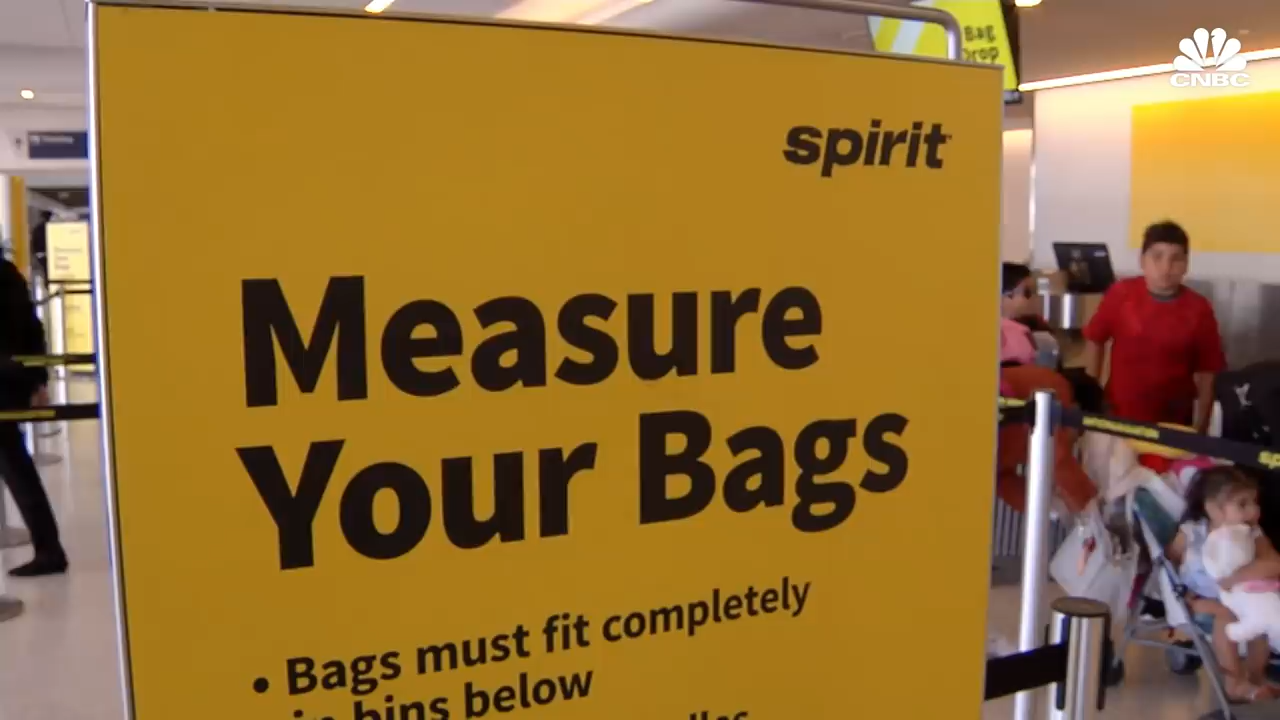 CNBC
Bag
Drop
spirit
Measure
Your Bags
• Bags must fit completely
in bins below